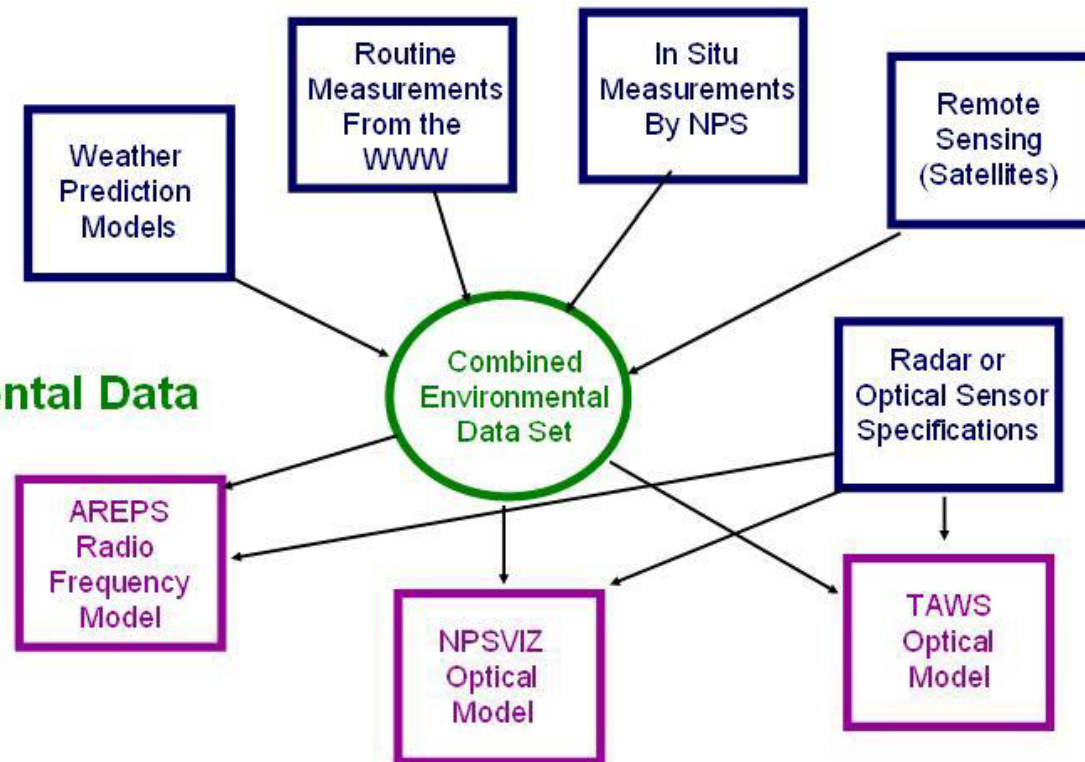 Routine
Measurements
From the
WWW
In Situ
Measurements
By NPS
Remote
Sensing
(Satellites)
Weather
Prediction
Models
Combined
Environmental
Data Set
Radar or
Optical Sensor
Specifications
ntal Data
AREPS
Radio
Frequency
Model
NPSVIZ
Optical
Model
TAWS
Optical
Model